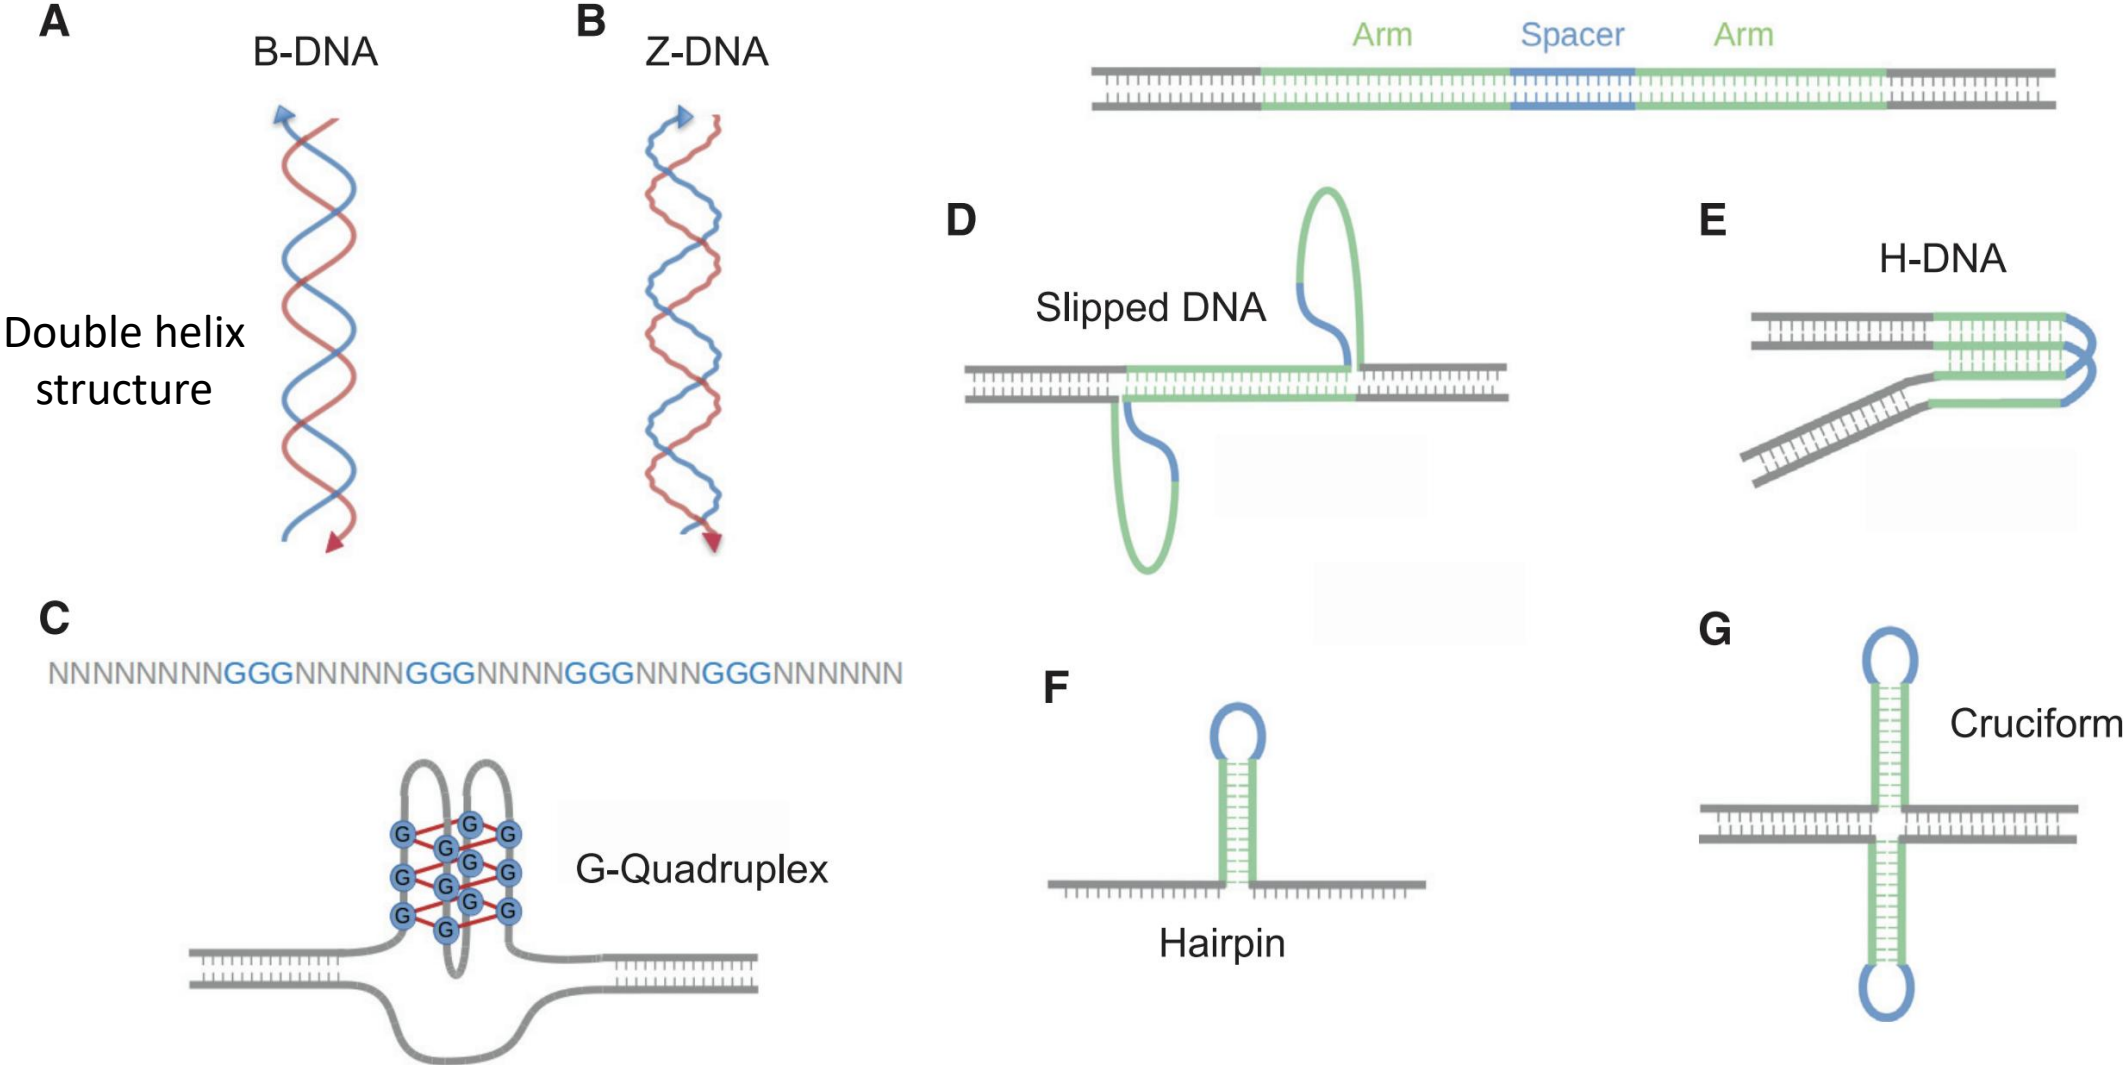 A
B-DNA
Double helix
structure
B
Z-DNA
Arm Spacer Arm
D
Slipped DNA
E
H-DNA
C
NNNNNNNNGGGNNNNNGGGNNNNGGGNNNGGGNNNNNN
G G G G
G G G G
G G G G
G-Quadruplex
F
Hairpin
G
Cruciform